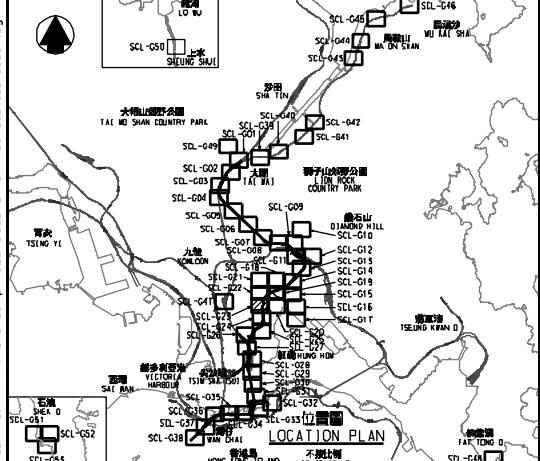 LO WU
SCL-G50
上水
SHEUNG SHUI
SCL-G46
SCL-G45
烏溪沙
WU KAI SHA
SCL-G44
馬鞍山
MA ON SHAN
SCL-G43
沙田
SHA TIN
大帽山郊野公園
TAI MO SHAN COUNTRY PARK
SCL-G40
SCL-G39
SCL-G42
SCL-G01
SCL-G41
SCL-G49
SCL-G02
大圍
TAI WAI
獅子山郊野公園
LION ROCK
COUNTRY PARK
SCL-G03
SCL-G04
SCL-G09
SCL-G05
鑽石山
DIAMOND HILL
SCL-G06
SCL-G10
青衣
TSING YI
SCL-G07
SCL-G08
九龍
KOWLOON
SCL-G11
SCL-G12
SCL-G13
SCL-G18
SCL-G14
SCL-G21
SCL-G19
SCL-G22
SCL-G15
SCL-G47
SCL-G16
SCL-G23
SCL-G17
將軍澳
TSEUNG KWAN O
SCL-G24
SCL-G26
SCL-G20
SCL-G27
紅磡
HUNG HOM
維多利亞港
VICTORIA
HARBOUR
尖沙咀
TSIM SHA TSUI
SCL-G28
SCL-G29
SCL-G30
西環
SAI WAN
SCL-G31
SCL-G35
SCL-G32
石澳
SHEK O
SCL-G36
SCL-G33
SCL-G34
位置圖
LOCATION PLAN
SCL-G51
SCL-G52
SCL-G37
灣仔
WAN CHAI
SCL-G38
FAT TONG O
SCL-G53
香港島
HONG KONG ISLAND
不按比例
SCL-G48